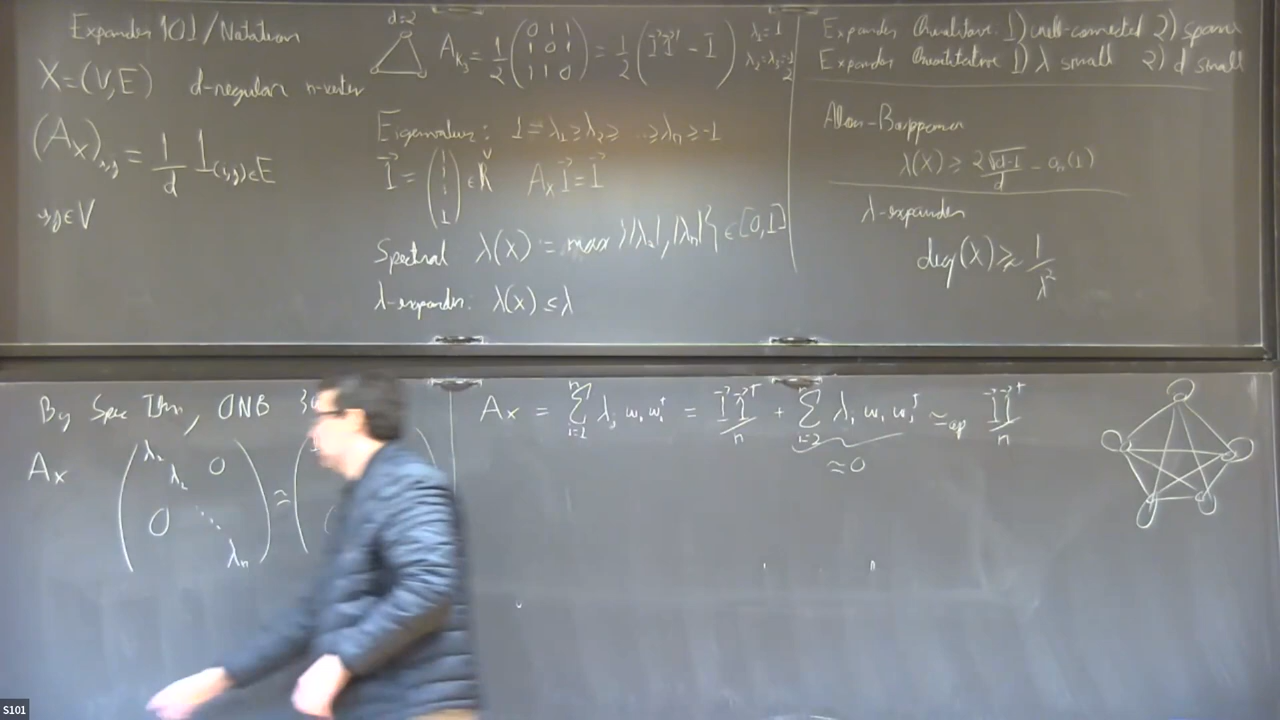 Expander 101 / Notation
X=(V,E) d-regular n-vertex
(A_X)_{x,y} = 1/d 1_{(x,y)∈E}
x,y∈V
d=2
A_{K_3} = 1/2 (0 1 1 / 1 0 1 / 1 1 0) = 1/2 (1⃗1⃗^† - I) λ_1=1 λ_2=λ_3=-1/2
Eigenvalues: 1=λ_1≥λ_2≥ ... ≥λ_n≥-1
1⃗ = (1 1 ⋮ 1) ∈ ℝ^V A_X 1⃗ = 1⃗
Spectral λ(X) = max {|λ_2|, |λ_n|} ∈ [0,1]
λ-expander: λ(X) ≤ λ
Expander Qualitative: 1) well-connected 2) sparse
Expander Quantitative 1) λ small 2) d small
Alon-Boppana
λ(X) ≥ 2√(d-1)/d - o_n(1)
λ-expander
deg(X) ≳ 1/λ^2
By Spec Thm, ONB
A_X (λ_1 λ_2 0 0 ⋱ λ_n) ≈
A_X = Σ_{i=1}^n λ_i w_i w_i^† = 1⃗1⃗^†/n + Σ_{i=2}^n λ_i w_i w_i^† ≈_{op} 1⃗1⃗^†/n
≈0
S101